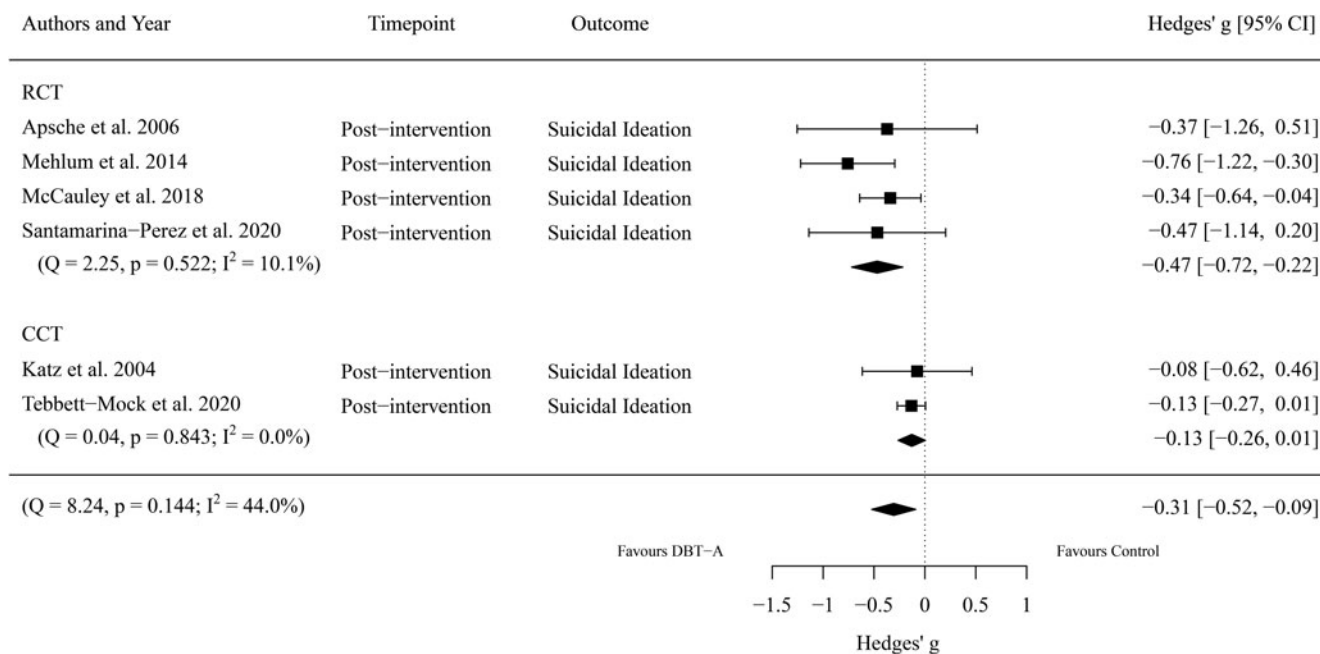 Authors and Year Timepoint Outcome Hedges' g [95% CI]
RCT
Apsche et al. 2006 Post−intervention Suicidal Ideation −0.37 [−1.26, 0.51]
Mehlum et al. 2014 Post−intervention Suicidal Ideation −0.76 [−1.22, −0.30]
McCauley et al. 2018 Post−intervention Suicidal Ideation −0.34 [−0.64, −0.04]
Santamarina−Perez et al. 2020 Post−intervention Suicidal Ideation −0.47 [−1.14, 0.20]
(Q = 2.25, p = 0.522; I² = 10.1%) −0.47 [−0.72, −0.22]
CCT
Katz et al. 2004 Post−intervention Suicidal Ideation −0.08 [−0.62, 0.46]
Tebbett−Mock et al. 2020 Post−intervention Suicidal Ideation −0.13 [−0.27, 0.01]
(Q = 0.04, p = 0.843; I² = 0.0%) −0.13 [−0.26, 0.01]
(Q = 8.24, p = 0.144; I² = 44.0%) −0.31 [−0.52, −0.09]
Favours DBT−A Favours Control
−1.5 −1 −0.5 0 0.5 1
Hedges' g